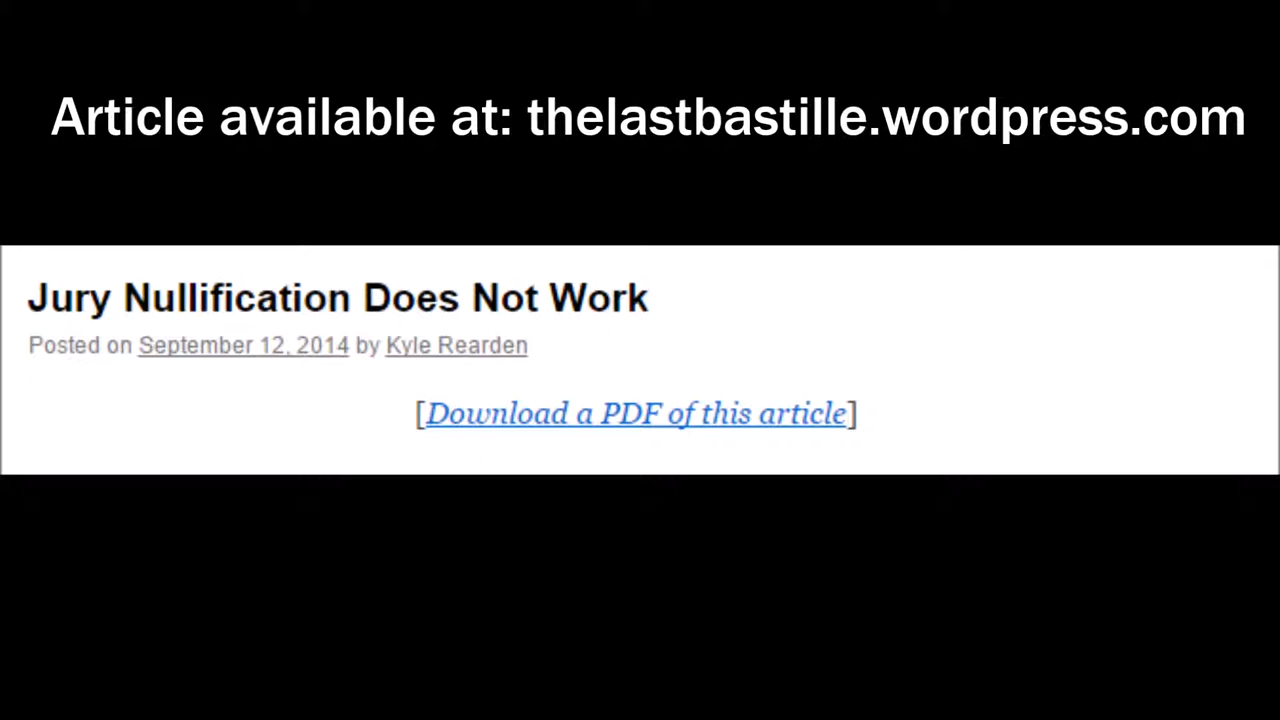 Article available at: thelastbastille.wordpress.com
Jury Nullification Does Not Work
Posted on September 12, 2014 by Kyle Rearden
[Download a PDF of this article]